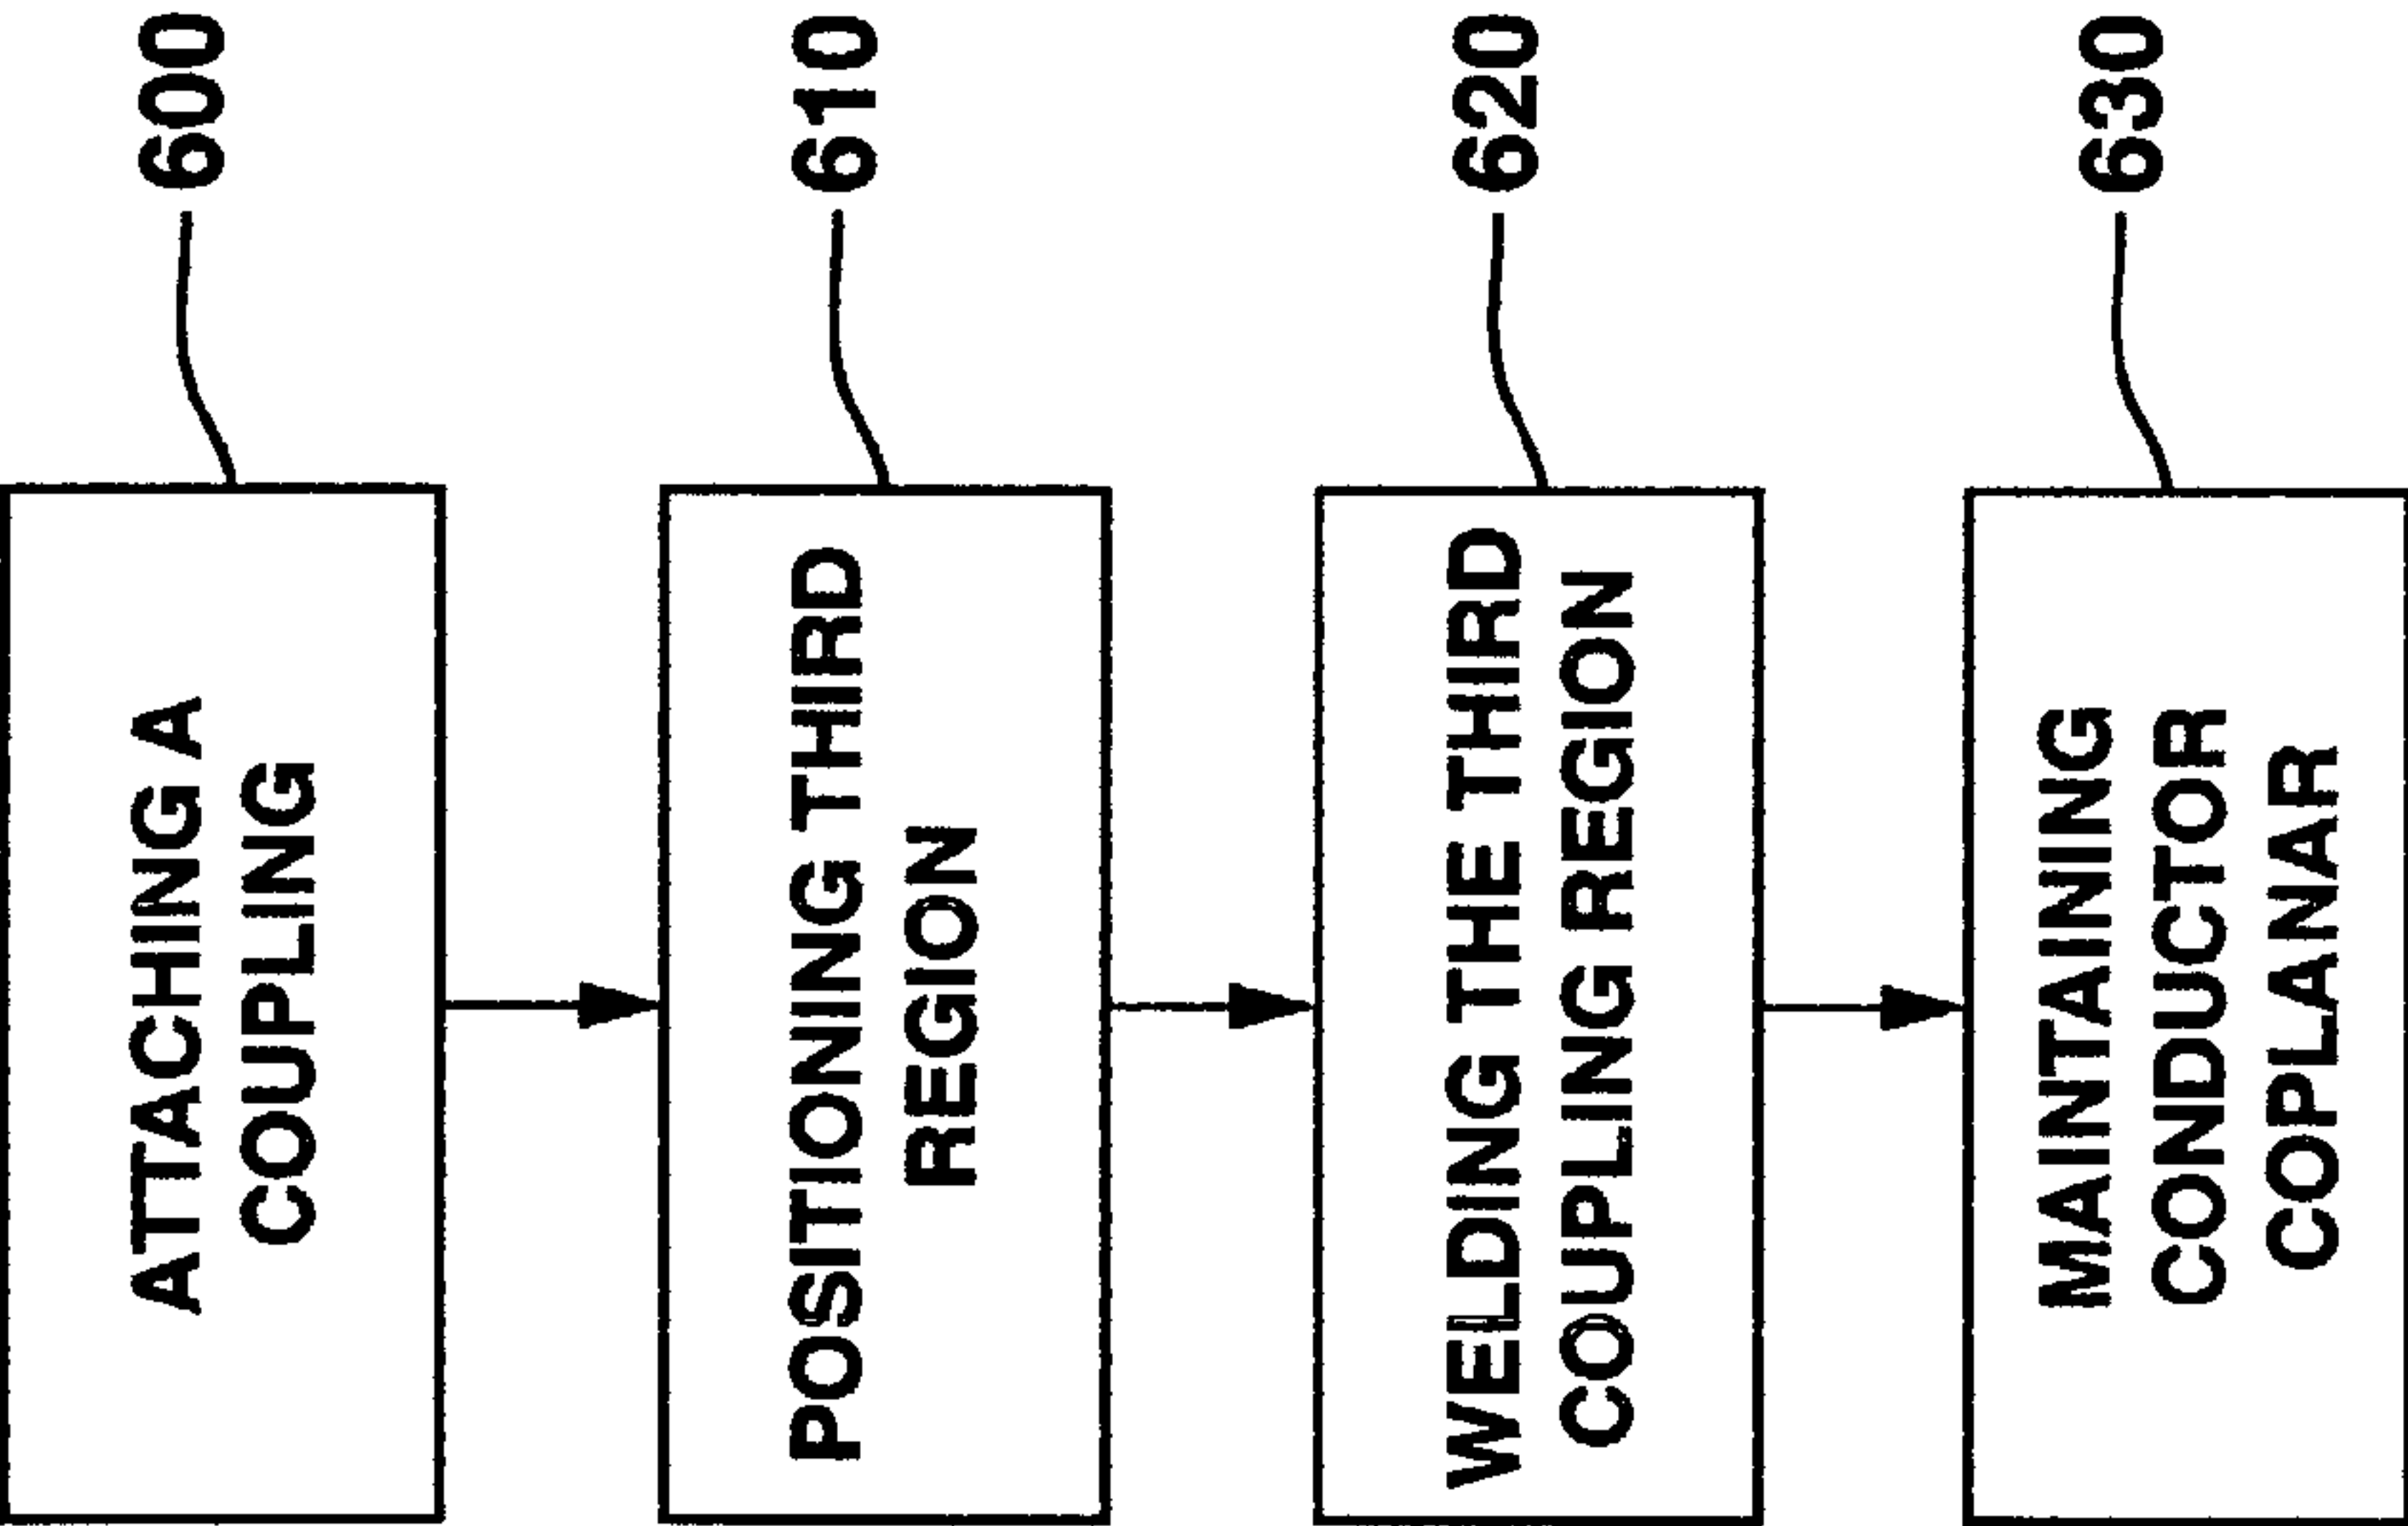 ATTACHING A
COUPLING
600
POSITIONING THIRD
REGION
610
WELDING THE THIRD
COUPLING REGION
620
MAINTAINING
CONDUCTOR
COPLANAR
630